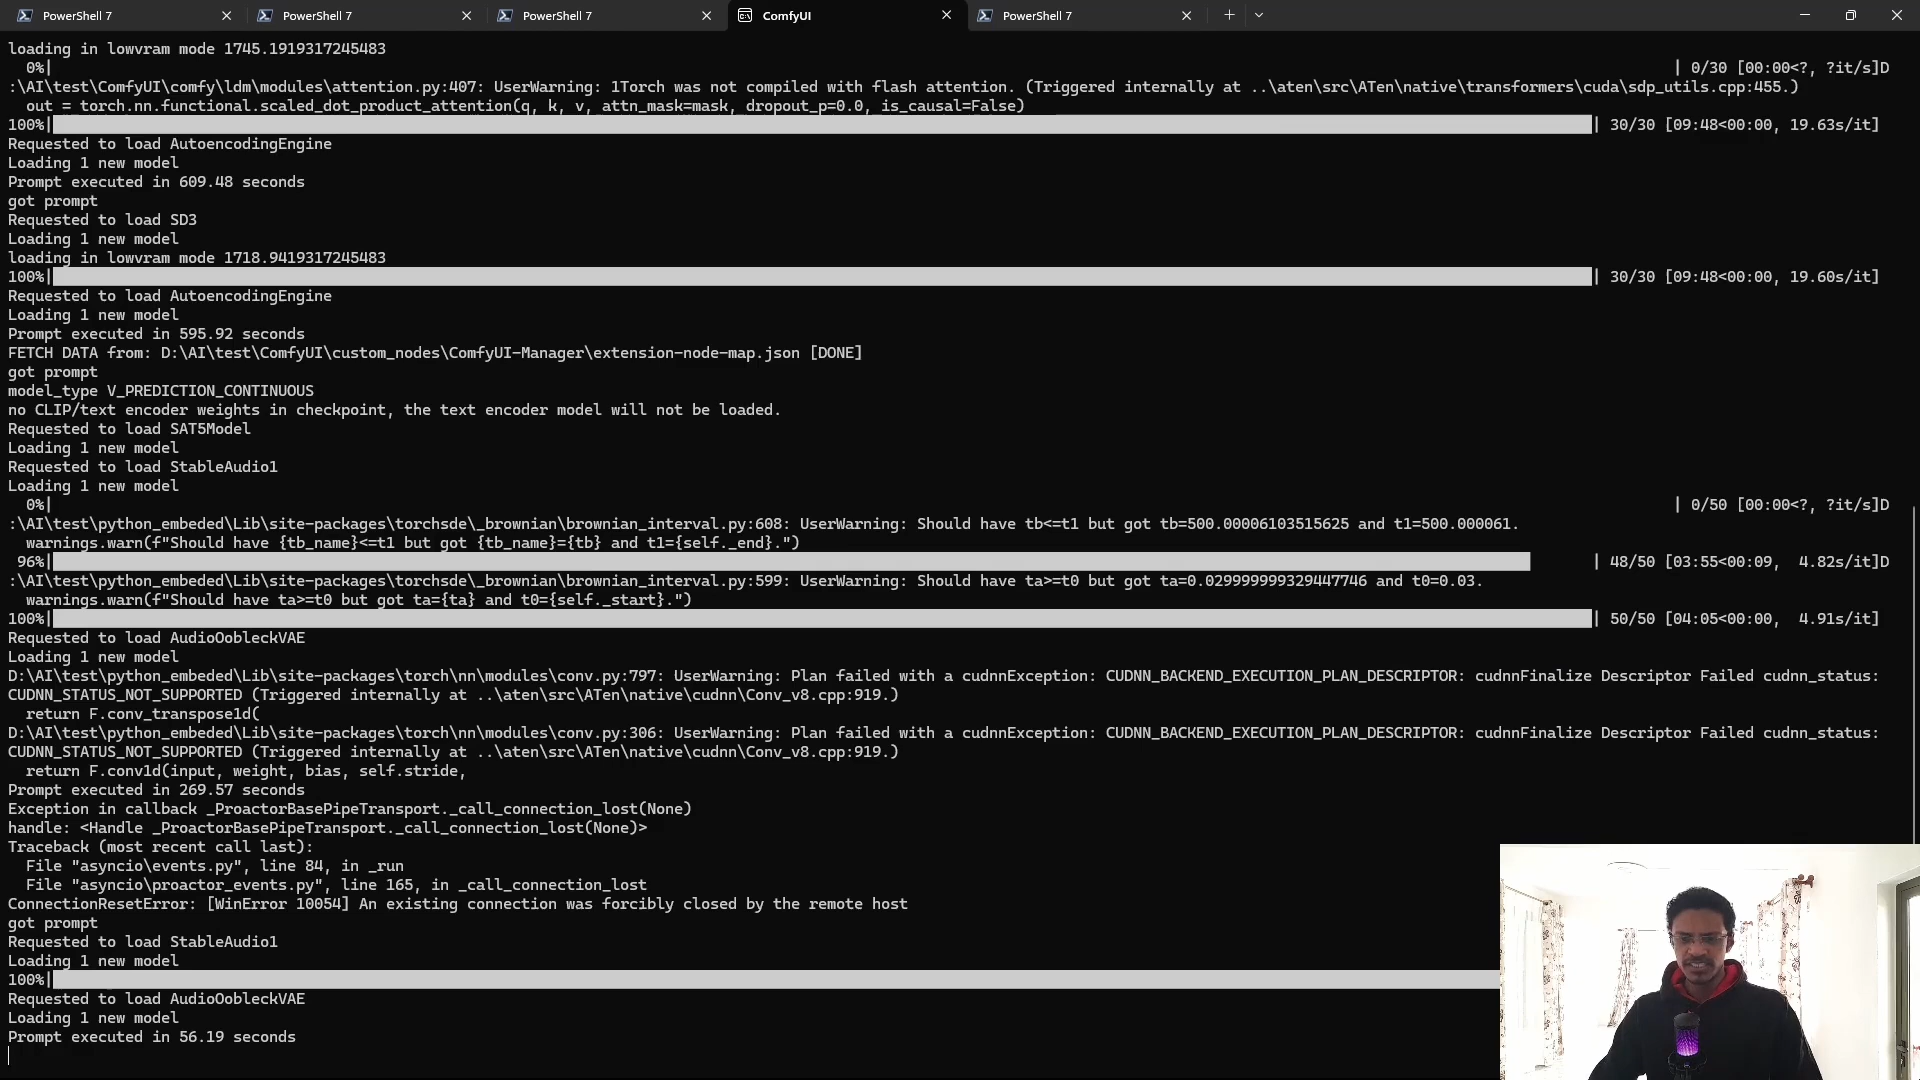 PowerShell 7
PowerShell 7
PowerShell 7
ComfyUI
PowerShell 7
loading in lowvram mode 1745.1919317245483
0%| | 0/30 [00:00<?, ?it/s]D
:\AI\test\ComfyUI\comfy\ldm\modules\attention.py:407: UserWarning: 1Torch was not compiled with flash attention. (Triggered internally at ..\aten\src\ATen\native\transformers\cuda\sdp_utils.cpp:455.)
out = torch.nn.functional.scaled_dot_product_attention(q, k, v, attn_mask=mask, dropout_p=0.0, is_causal=False)
100%| | 30/30 [09:48<00:00, 19.63s/it]
Requested to load AutoencodingEngine
Loading 1 new model
Prompt executed in 609.48 seconds
got prompt
Requested to load SD3
Loading 1 new model
loading in lowvram mode 1718.9419317245483
100%| | 30/30 [09:48<00:00, 19.60s/it]
Requested to load AutoencodingEngine
Loading 1 new model
Prompt executed in 595.92 seconds
FETCH DATA from: D:\AI\test\ComfyUI\custom_nodes\ComfyUI-Manager\extension-node-map.json [DONE]
got prompt
model_type V_PREDICTION_CONTINUOUS
no CLIP/text encoder weights in checkpoint, the text encoder model will not be loaded.
Requested to load SAT5Model
Loading 1 new model
Requested to load StableAudio1
Loading 1 new model
0%| | 0/50 [00:00<?, ?it/s]D
:\AI\test\python_embeded\Lib\site-packages\torchsde\_brownian\brownian_interval.py:608: UserWarning: Should have tb<=t1 but got tb=500.00006103515625 and t1=500.000061.
warnings.warn(f"Should have {tb_name}<=t1 but got {tb_name}={tb} and t1={self._end}.")
96%| | 48/50 [03:55<00:09, 4.82s/it]D
:\AI\test\python_embeded\Lib\site-packages\torchsde\_brownian\brownian_interval.py:599: UserWarning: Should have ta>=t0 but got ta=0.029999999329447746 and t0=0.03.
warnings.warn(f"Should have ta>=t0 but got ta={ta} and t0={self._start}.")
100%| | 50/50 [04:05<00:00, 4.91s/it]
Requested to load AudioOobleckVAE
Loading 1 new model
D:\AI\test\python_embeded\Lib\site-packages\torch\nn\modules\conv.py:797: UserWarning: Plan failed with a cudnnException: CUDNN_BACKEND_EXECUTION_PLAN_DESCRIPTOR: cudnnFinalize Descriptor Failed cudnn_status:
CUDNN_STATUS_NOT_SUPPORTED (Triggered internally at ..\aten\src\ATen\native\cudnn\Conv_v8.cpp:919.)
return F.conv_transpose1d(
D:\AI\test\python_embeded\Lib\site-packages\torch\nn\modules\conv.py:306: UserWarning: Plan failed with a cudnnException: CUDNN_BACKEND_EXECUTION_PLAN_DESCRIPTOR: cudnnFinalize Descriptor Failed cudnn_status:
CUDNN_STATUS_NOT_SUPPORTED (Triggered internally at ..\aten\src\ATen\native\cudnn\Conv_v8.cpp:919.)
return F.conv1d(input, weight, bias, self.stride,
Prompt executed in 269.57 seconds
Exception in callback _ProactorBasePipeTransport._call_connection_lost(None)
handle: <Handle _ProactorBasePipeTransport._call_connection_lost(None)>
Traceback (most recent call last):
File "asyncio\events.py", line 84, in _run
File "asyncio\proactor_events.py", line 165, in _call_connection_lost
ConnectionResetError: [WinError 10054] An existing connection was forcibly closed by the remote host
got prompt
Requested to load StableAudio1
Loading 1 new model
100%|
Requested to load AudioOobleckVAE
Loading 1 new model
Prompt executed in 56.19 seconds